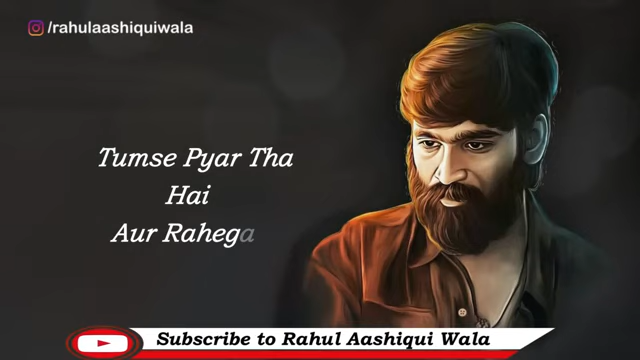 /rahulaashiquiwala
Tumse Pyar Tha
Hai
Aur Rahega
Subscribe to Rahul Aashiqui Wala